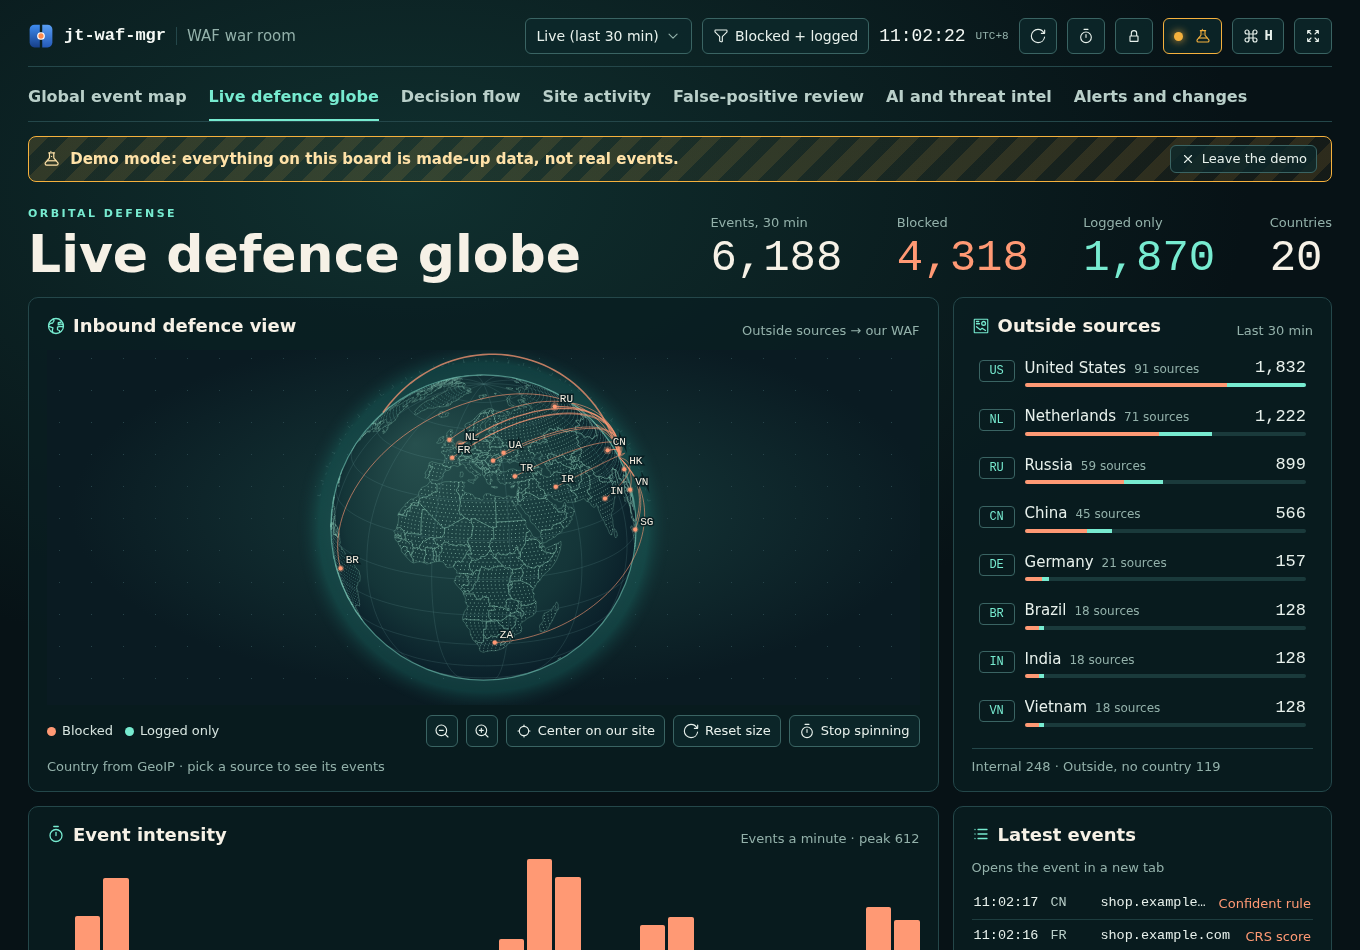 jt-waf-mgr WAF war room Live (last 30 min) Blocked + logged 11:02:22 UTC+8 ⌘ H
Global event map Live defence globe Decision flow Site activity False-positive review AI and threat intel Alerts and changes
Demo mode: everything on this board is made-up data, not real events. Leave the demo
ORBITAL DEFENSE
Live defence globe
Events, 30 min
6,188
Blocked
4,318
Logged only
1,870
Countries
20
Inbound defence view
Outside sources → our WAF
RU
NL
UA
CN
FR
HK
TR
IR
VN
IN
SG
BR
ZA
Blocked Logged only
Center on our site Reset size Stop spinning
Country from GeoIP · pick a source to see its events
Outside sources Last 30 min
US United States 91 sources 1,832
NL Netherlands 71 sources 1,222
RU Russia 59 sources 899
CN China 45 sources 566
DE Germany 21 sources 157
BR Brazil 18 sources 128
IN India 18 sources 128
VN Vietnam 18 sources 128
Internal 248 · Outside, no country 119
Event intensity Events a minute · peak 612
Latest events
Opens the event in a new tab
11:02:17 CN shop.example… Confident rule
11:02:16 FR shop.example.com CRS score